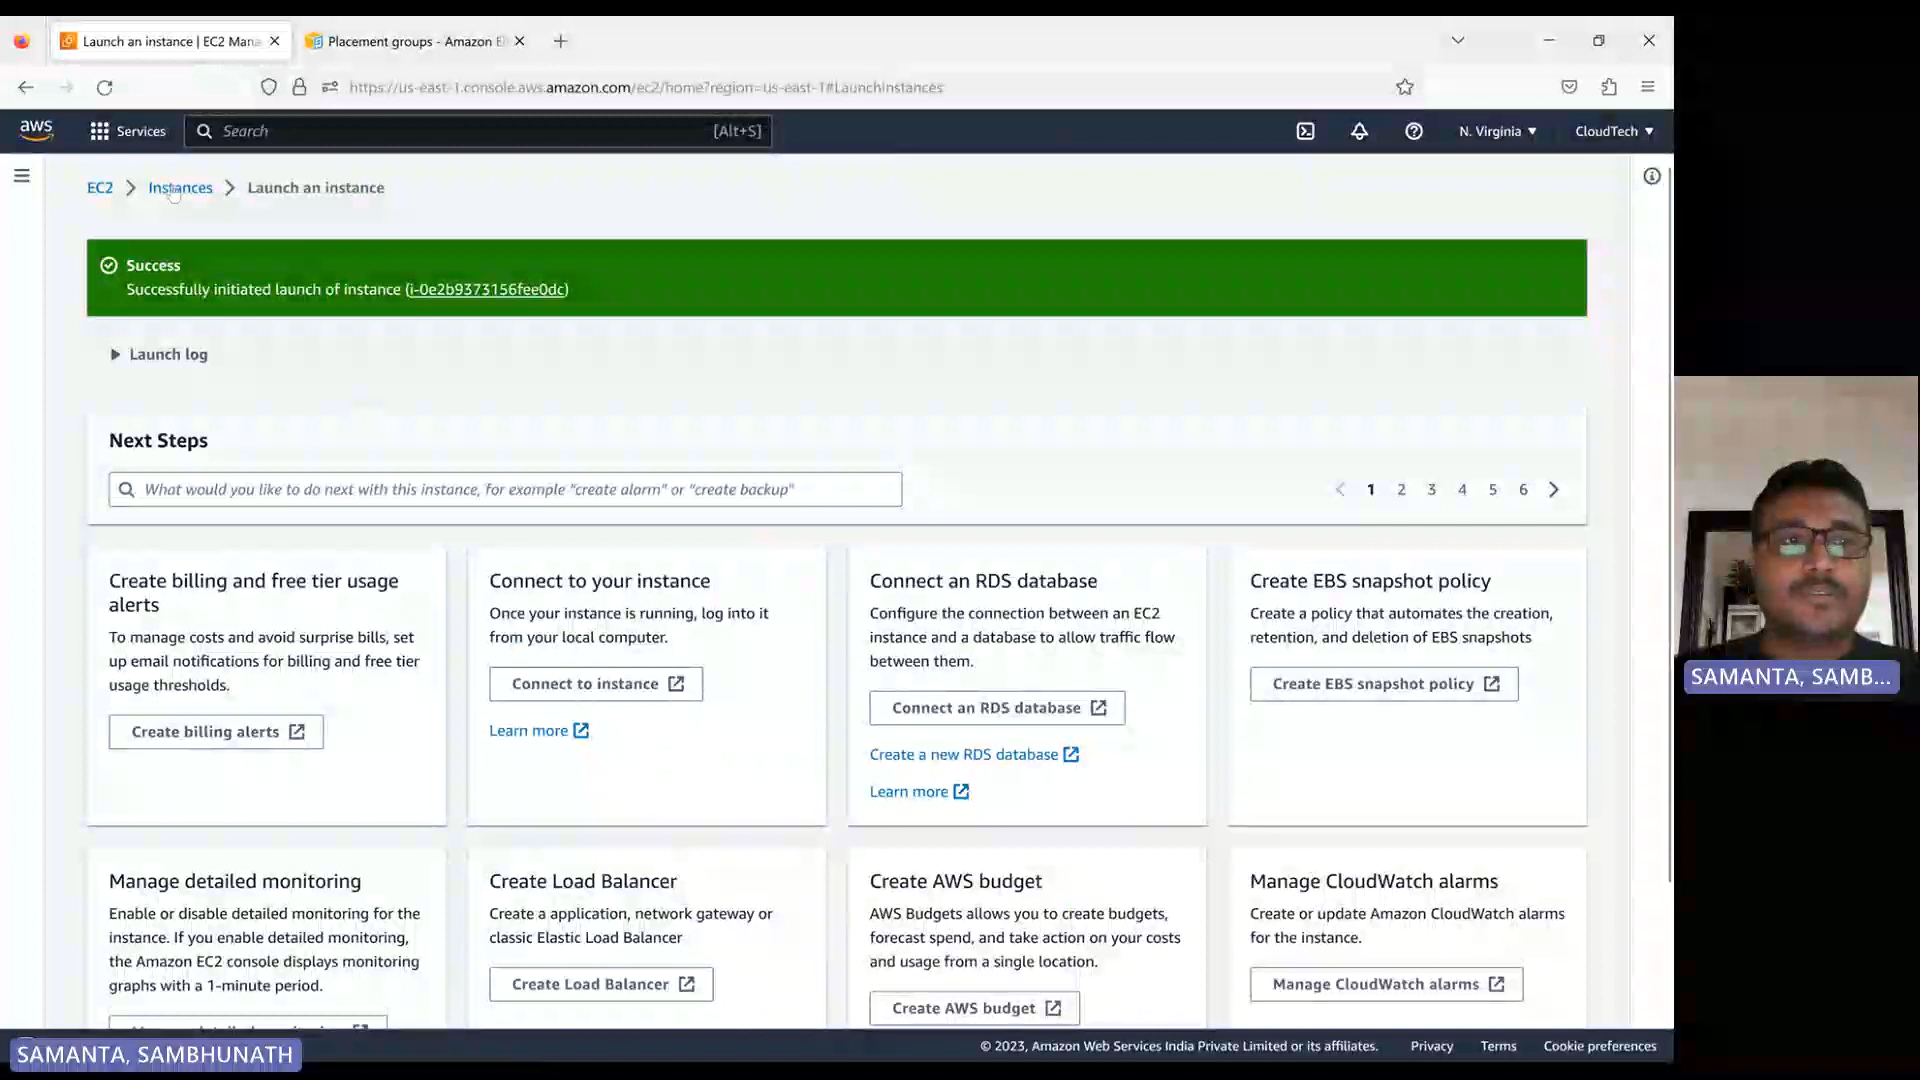 Launch an instance | EC2 Mana
Placement groups - Amazon E
https://us-east-1.console.aws.amazon.com/ec2/home?region=us-east-1#LaunchInstances
aws
Services
Search
[Alt+S]
N. Virginia
CloudTech
EC2
Instances
Launch an instance
Success
Successfully initiated launch of instance (i-0e2b9373156fee0dc)
Launch log
Next Steps
What would you like to do next with this instance, for example "create alarm" or "create backup"
1 2 3 4 5 6
Create billing and free tier usage
alerts
To manage costs and avoid surprise bills, set
up email notifications for billing and free tier
usage thresholds.
Create billing alerts
Connect to your instance
Once your instance is running, log into it
from your local computer.
Connect to instance
Learn more
Connect an RDS database
Configure the connection between an EC2
instance and a database to allow traffic flow
between them.
Connect an RDS database
Create a new RDS database
Learn more
Create EBS snapshot policy
Create a policy that automates the creation,
retention, and deletion of EBS snapshots
Create EBS snapshot policy
Manage detailed monitoring
Enable or disable detailed monitoring for the
instance. If you enable detailed monitoring,
the Amazon EC2 console displays monitoring
graphs with a 1-minute period.
Create Load Balancer
Create a application, network gateway or
classic Elastic Load Balancer
Create Load Balancer
Create AWS budget
AWS Budgets allows you to create budgets,
forecast spend, and take action on your costs
and usage from a single location.
Create AWS budget
Manage CloudWatch alarms
Create or update Amazon CloudWatch alarms
for the instance.
Manage CloudWatch alarms
SAMANTA, SAMB...
SAMANTA, SAMBHUNATH
© 2023, Amazon Web Services India Private Limited or its affiliates.
Privacy
Terms
Cookie preferences